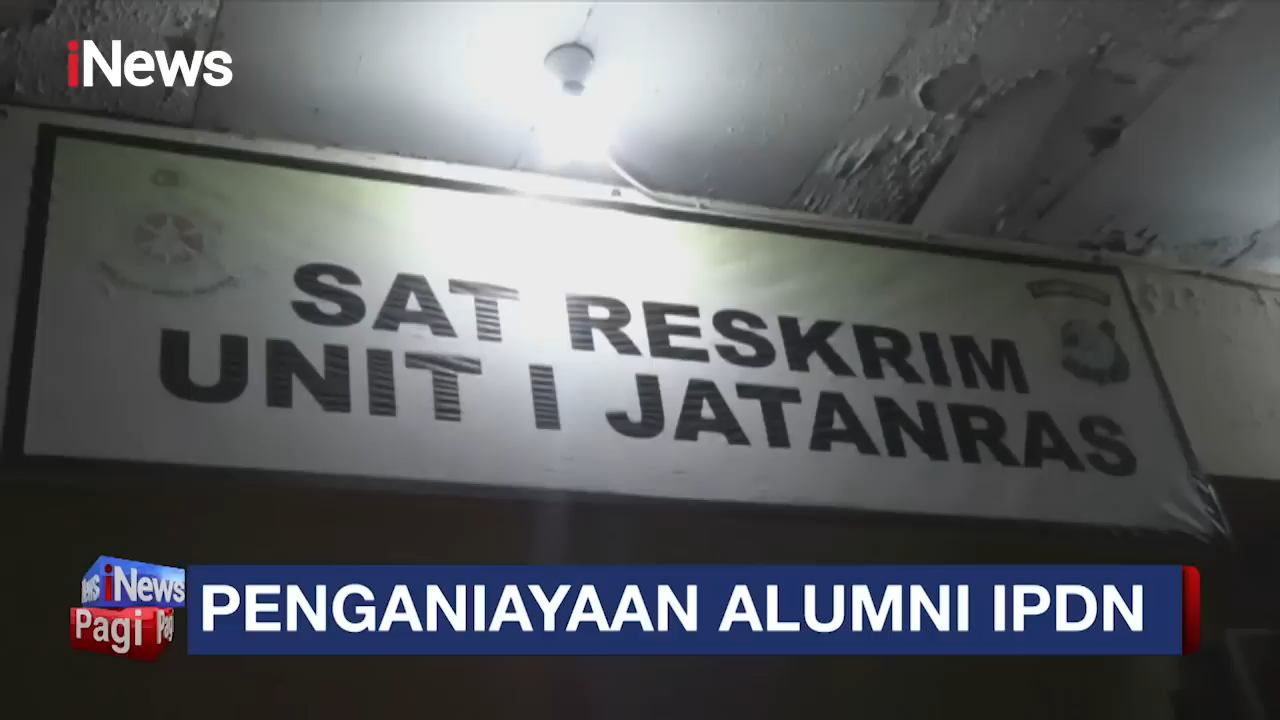 iNews
SAT RESKRIM
UNIT I JATANRAS
iNews
Pagi
PENGANIAYAAN ALUMNI IPDN